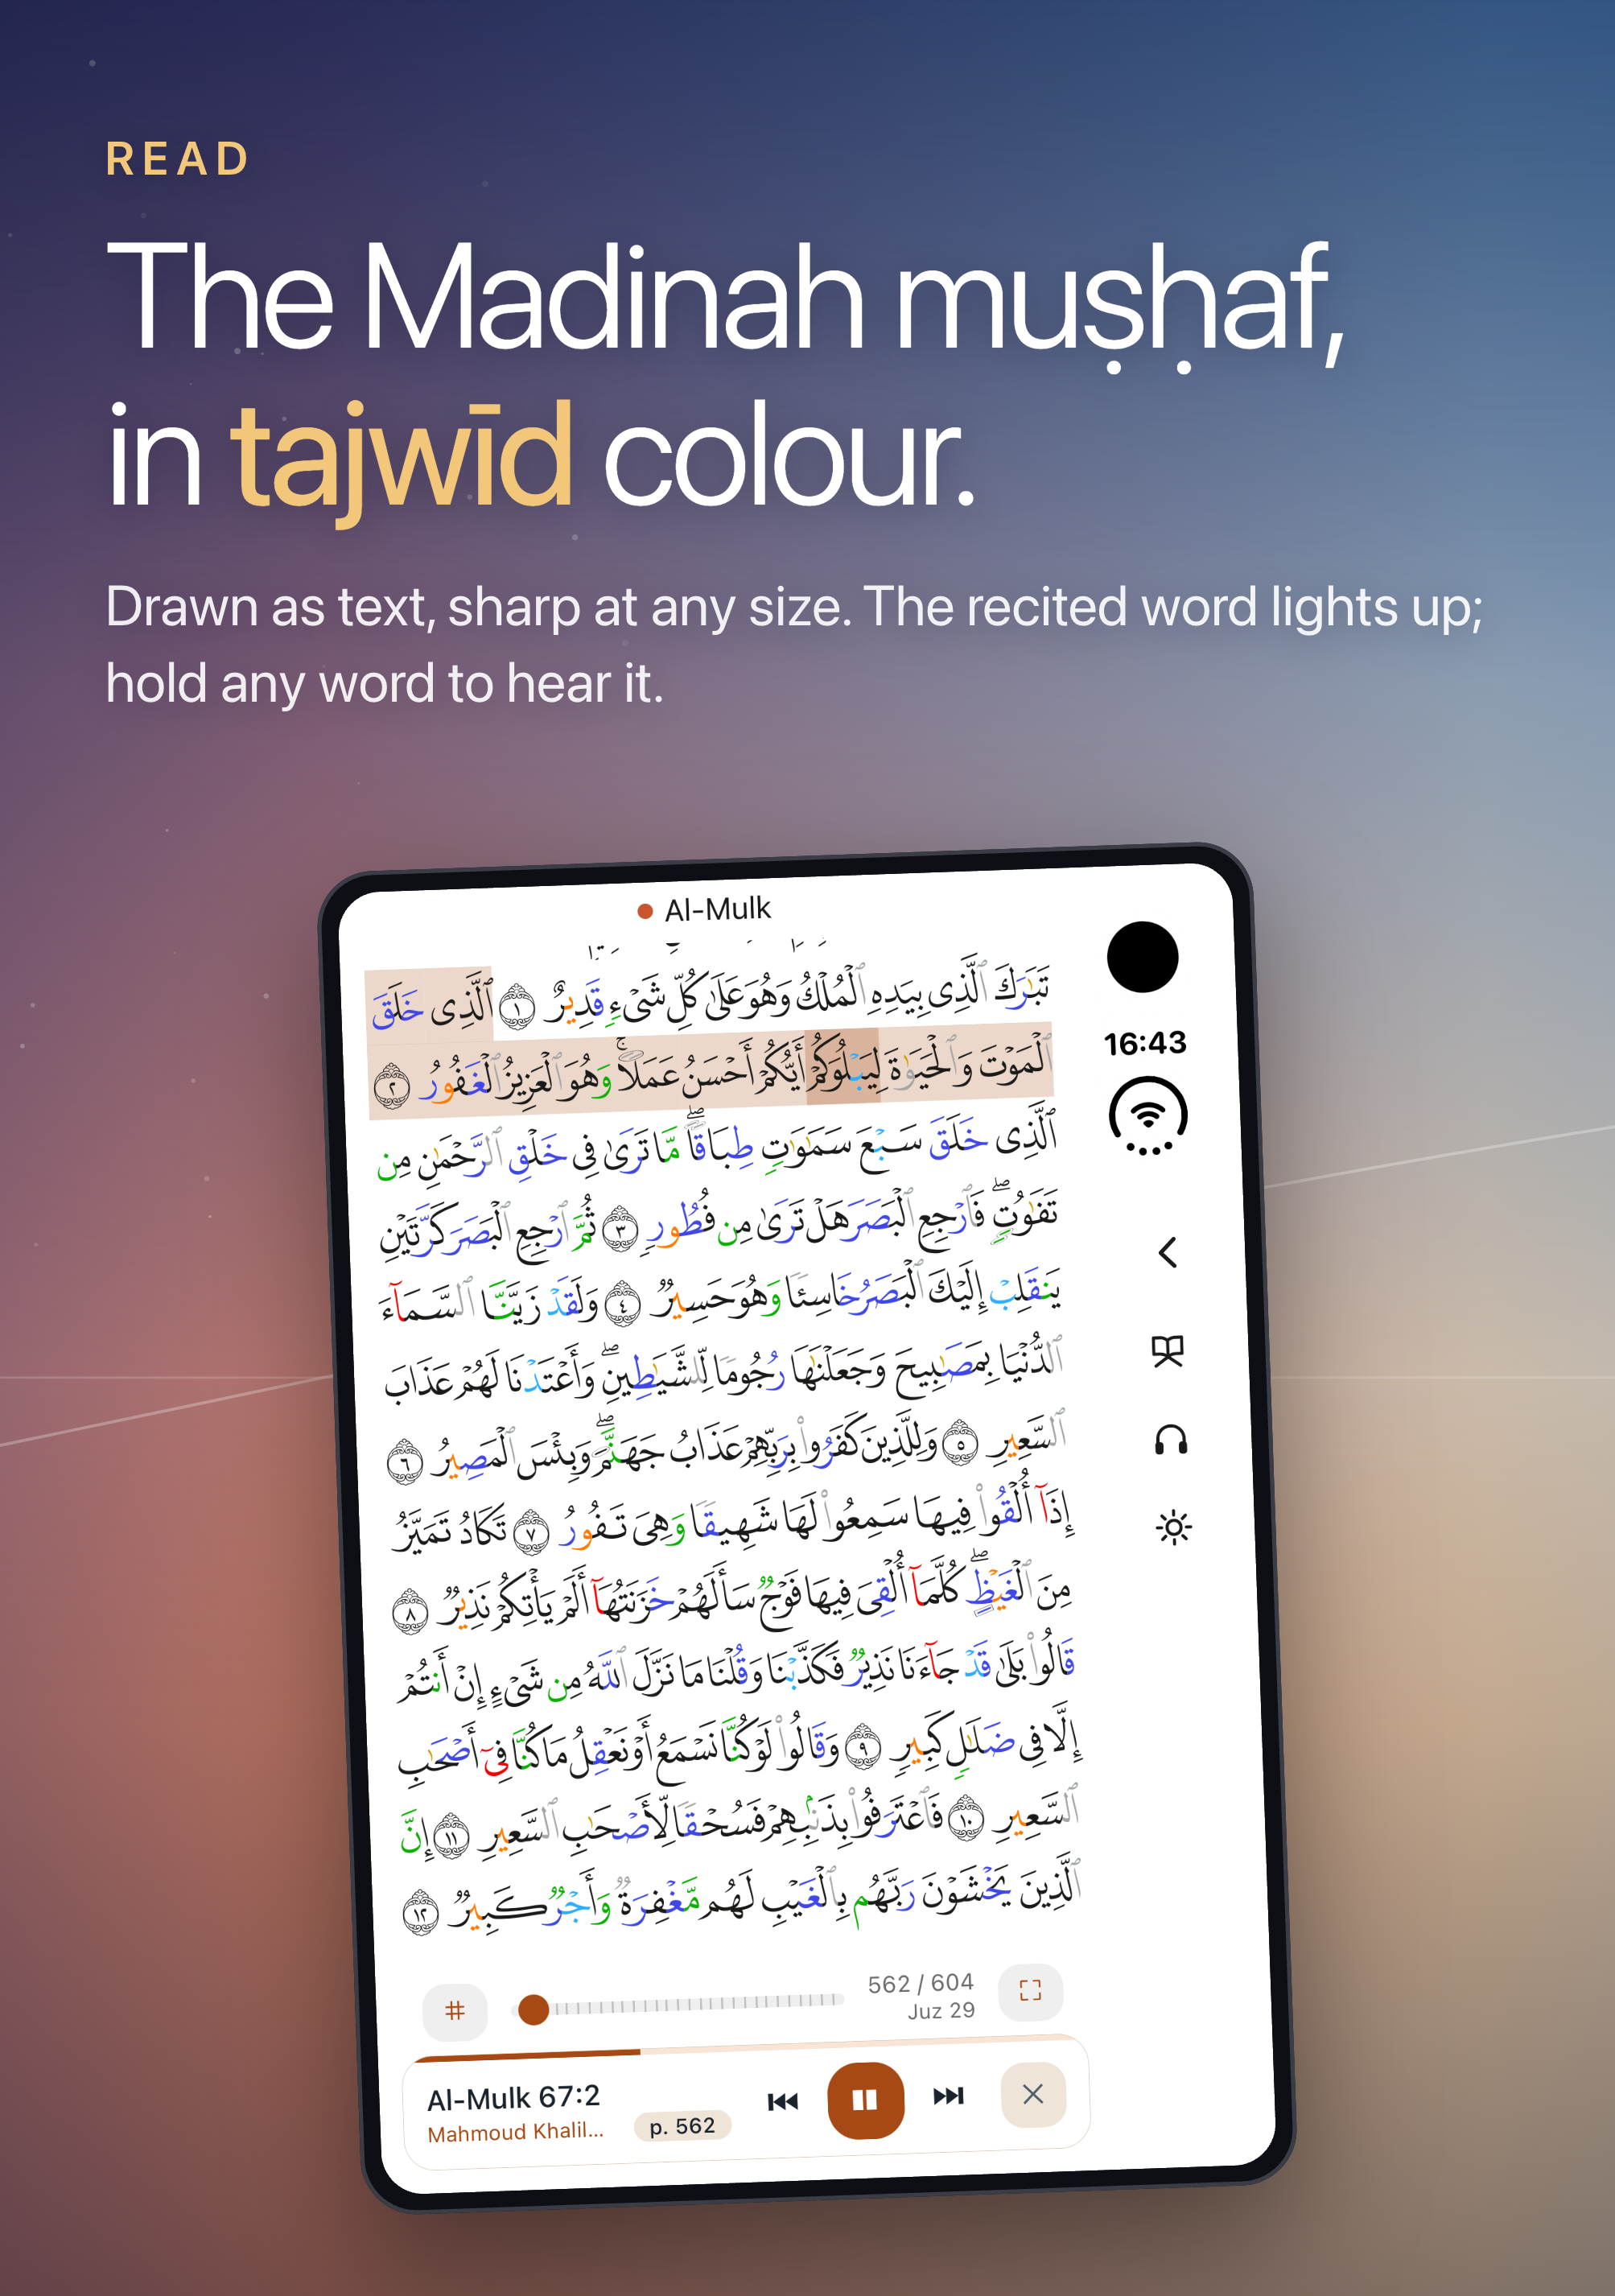 READ
The Madinah muṣḥaf,
in tajwīd colour.
Drawn as text, sharp at any size. The recited word lights up;
hold any word to hear it.
Al-Mulk
16:43
تَبَٰرَكَ ٱلَّذِى بِيَدِهِ ٱلْمُلْكُ وَهُوَ عَلَىٰ كُلِّ شَىْءٍ قَدِيرٌ ١ ٱلَّذِى خَلَقَ
ٱلْمَوْتَ وَٱلْحَيَوٰةَ لِيَبْلُوَكُمْ أَيُّكُمْ أَحْسَنُ عَمَلًا ۚ وَهُوَ ٱلْعَزِيزُ ٱلْغَفُورُ ٢
ٱلَّذِى خَلَقَ سَبْعَ سَمَٰوَٰتٍ طِبَاقًا ۖ مَّا تَرَىٰ فِى خَلْقِ ٱلرَّحْمَٰنِ مِن
تَفَٰوُتٍ ۖ فَٱرْجِعِ ٱلْبَصَرَ هَلْ تَرَىٰ مِن فُطُورٍ ٣ ثُمَّ ٱرْجِعِ ٱلْبَصَرَ كَرَّتَيْنِ
يَنقَلِبْ إِلَيْكَ ٱلْبَصَرُ خَاسِئًا وَهُوَ حَسِيرٌ ٤ وَلَقَدْ زَيَّنَّا ٱلسَّمَآءَ
ٱلدُّنْيَا بِمَصَٰبِيحَ وَجَعَلْنَٰهَا رُجُومًا لِّلشَّيَٰطِينِ ۖ وَأَعْتَدْنَا لَهُمْ عَذَابَ
ٱلسَّعِيرِ ٥ وَلِلَّذِينَ كَفَرُوا۟ بِرَبِّهِمْ عَذَابُ جَهَنَّمَ ۖ وَبِئْسَ ٱلْمَصِيرُ ٦
إِذَآ أُلْقُوا۟ فِيهَا سَمِعُوا۟ لَهَا شَهِيقًا وَهِىَ تَفُورُ ٧ تَكَادُ تَمَيَّزُ
مِنَ ٱلْغَيْظِ ۖ كُلَّمَآ أُلْقِىَ فِيهَا فَوْجٌ سَأَلَهُمْ خَزَنَتُهَآ أَلَمْ يَأْتِكُمْ نَذِيرٌ ٨
قَالُوا۟ بَلَىٰ قَدْ جَآءَنَا نَذِيرٌ فَكَذَّبْنَا وَقُلْنَا مَا نَزَّلَ ٱللَّهُ مِن شَىْءٍ إِنْ أَنتُمْ
إِلَّا فِى ضَلَٰلٍ كَبِيرٍ ٩ وَقَالُوا۟ لَوْ كُنَّا نَسْمَعُ أَوْ نَعْقِلُ مَا كُنَّا فِىٓ أَصْحَٰبِ
ٱلسَّعِيرِ ١٠ فَٱعْتَرَفُوا۟ بِذَنۢبِهِمْ فَسُحْقًا لِّأَصْحَٰبِ ٱلسَّعِيرِ ١١ إِنَّ
ٱلَّذِينَ يَخْشَوْنَ رَبَّهُم بِٱلْغَيْبِ لَهُم مَّغْفِرَةٌ وَأَجْرٌ كَبِيرٌ ١٢
562 / 604
Juz 29
Al-Mulk 67:2
Mahmoud Khalil...
p. 562